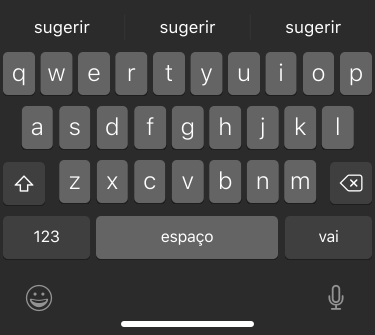 sugerir sugerir sugerir
q w e r t y u i o p
a s d f g h j k l
z x c v b n m
123 espaço vai